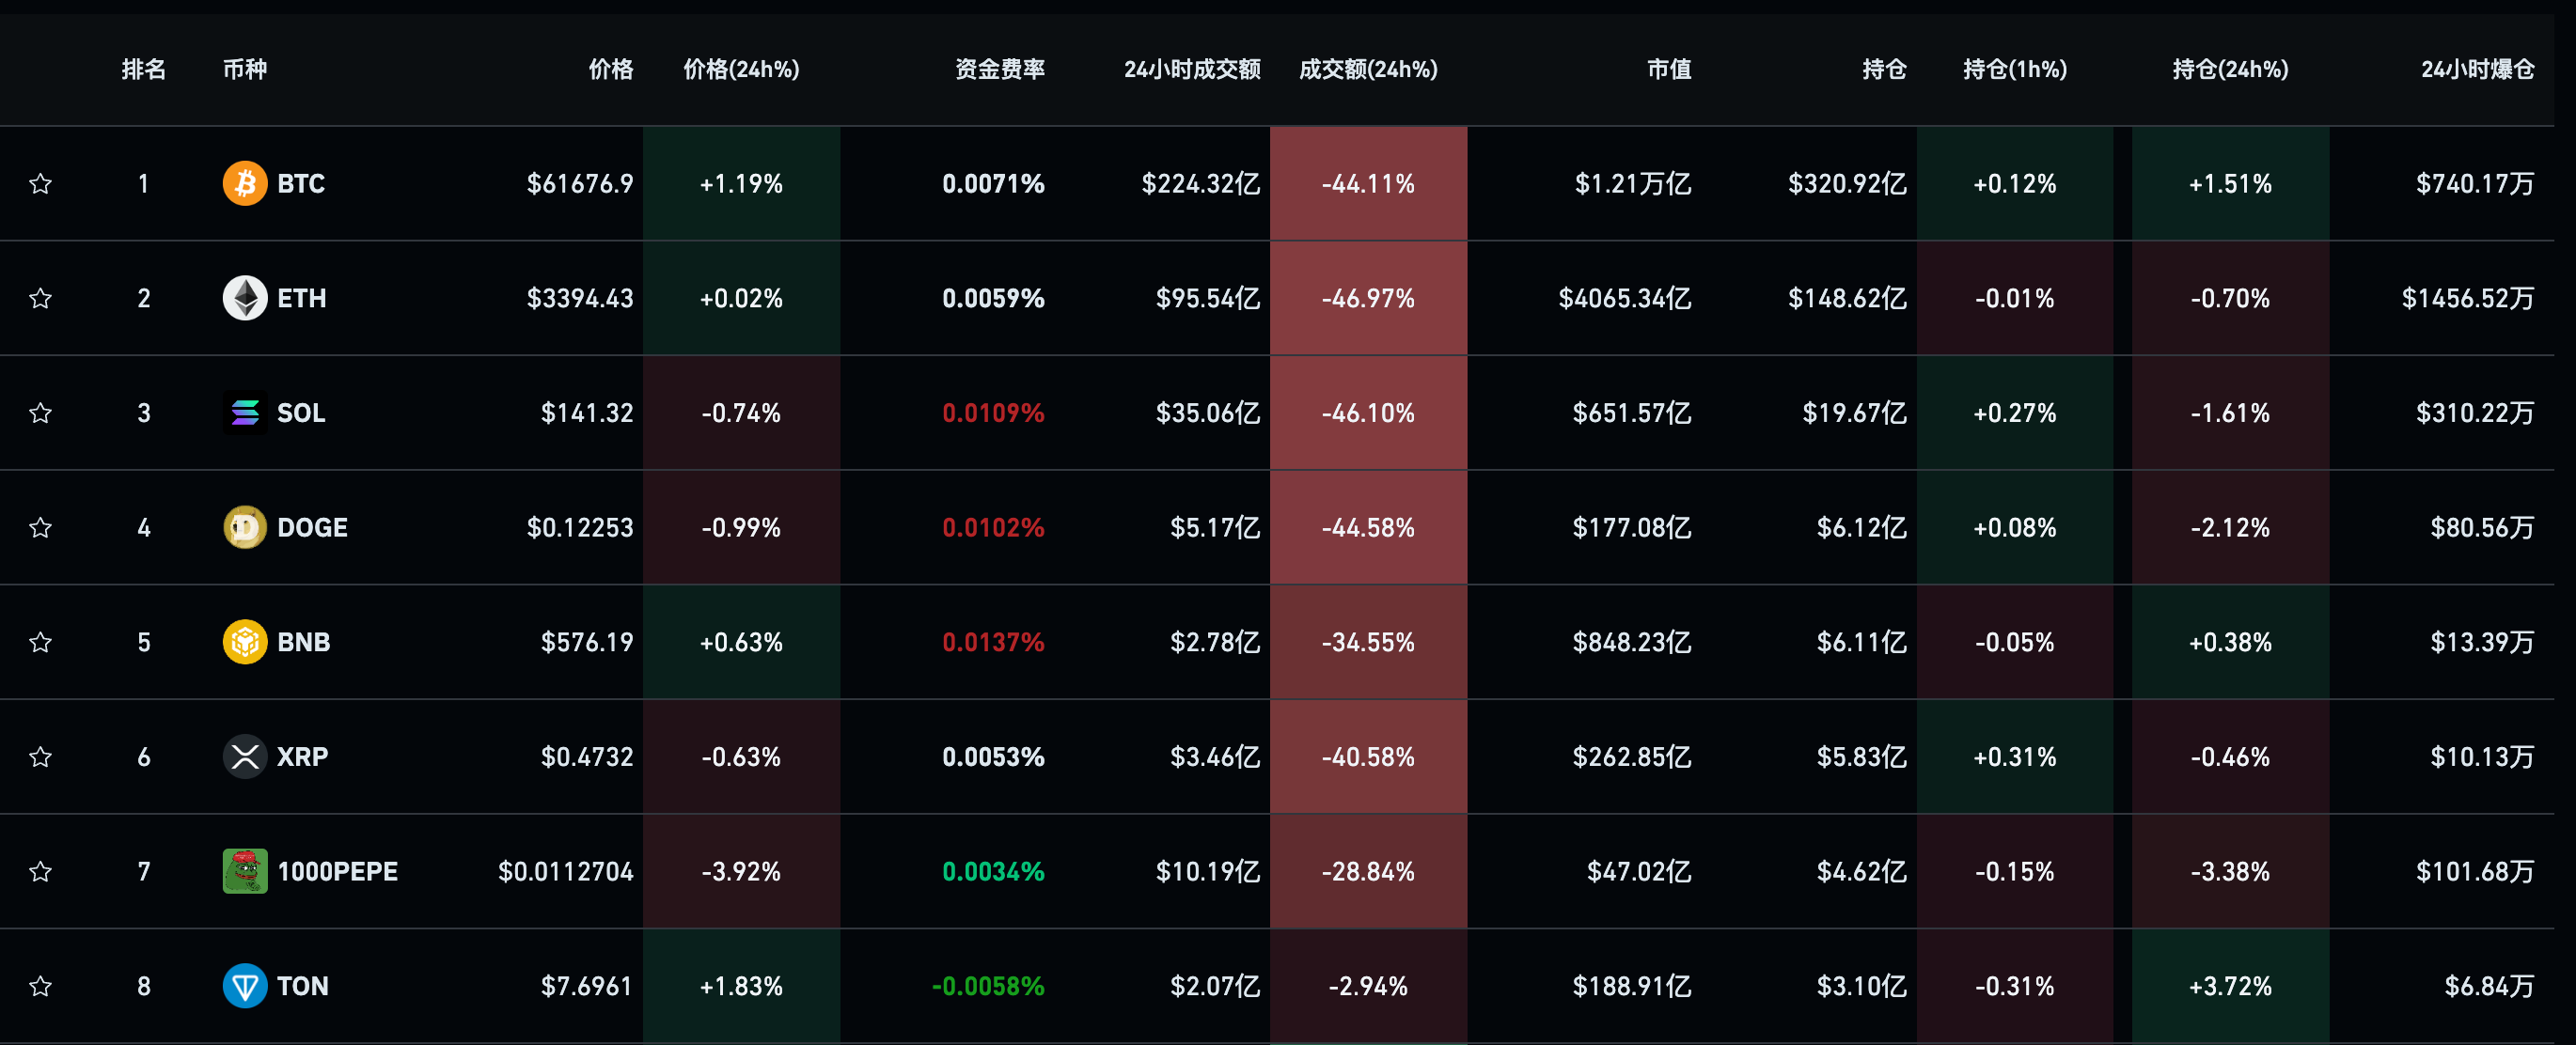 排名 币种 价格 价格(24h%) 资金费率 24小时成交额 成交额(24h%) 市值 持仓 持仓(1h%) 持仓(24h%) 24小时爆仓
1 BTC $61676.9 +1.19% 0.0071% $224.32亿 -44.11% $1.21万亿 $320.92亿 +0.12% +1.51% $740.17万
2 ETH $3394.43 +0.02% 0.0059% $95.54亿 -46.97% $4065.34亿 $148.62亿 -0.01% -0.70% $1456.52万
3 SOL $141.32 -0.74% 0.0109% $35.06亿 -46.10% $651.57亿 $19.67亿 +0.27% -1.61% $310.22万
4 DOGE $0.12253 -0.99% 0.0102% $5.17亿 -44.58% $177.08亿 $6.12亿 +0.08% -2.12% $80.56万
5 BNB $576.19 +0.63% 0.0137% $2.78亿 -34.55% $848.23亿 $6.11亿 -0.05% +0.38% $13.39万
6 XRP $0.4732 -0.63% 0.0053% $3.46亿 -40.58% $262.85亿 $5.83亿 +0.31% -0.46% $10.13万
7 1000PEPE $0.0112704 -3.92% 0.0034% $10.19亿 -28.84% $47.02亿 $4.62亿 -0.15% -3.38% $101.68万
8 TON $7.6961 +1.83% -0.0058% $2.07亿 -2.94% $188.91亿 $3.10亿 -0.31% +3.72% $6.84万